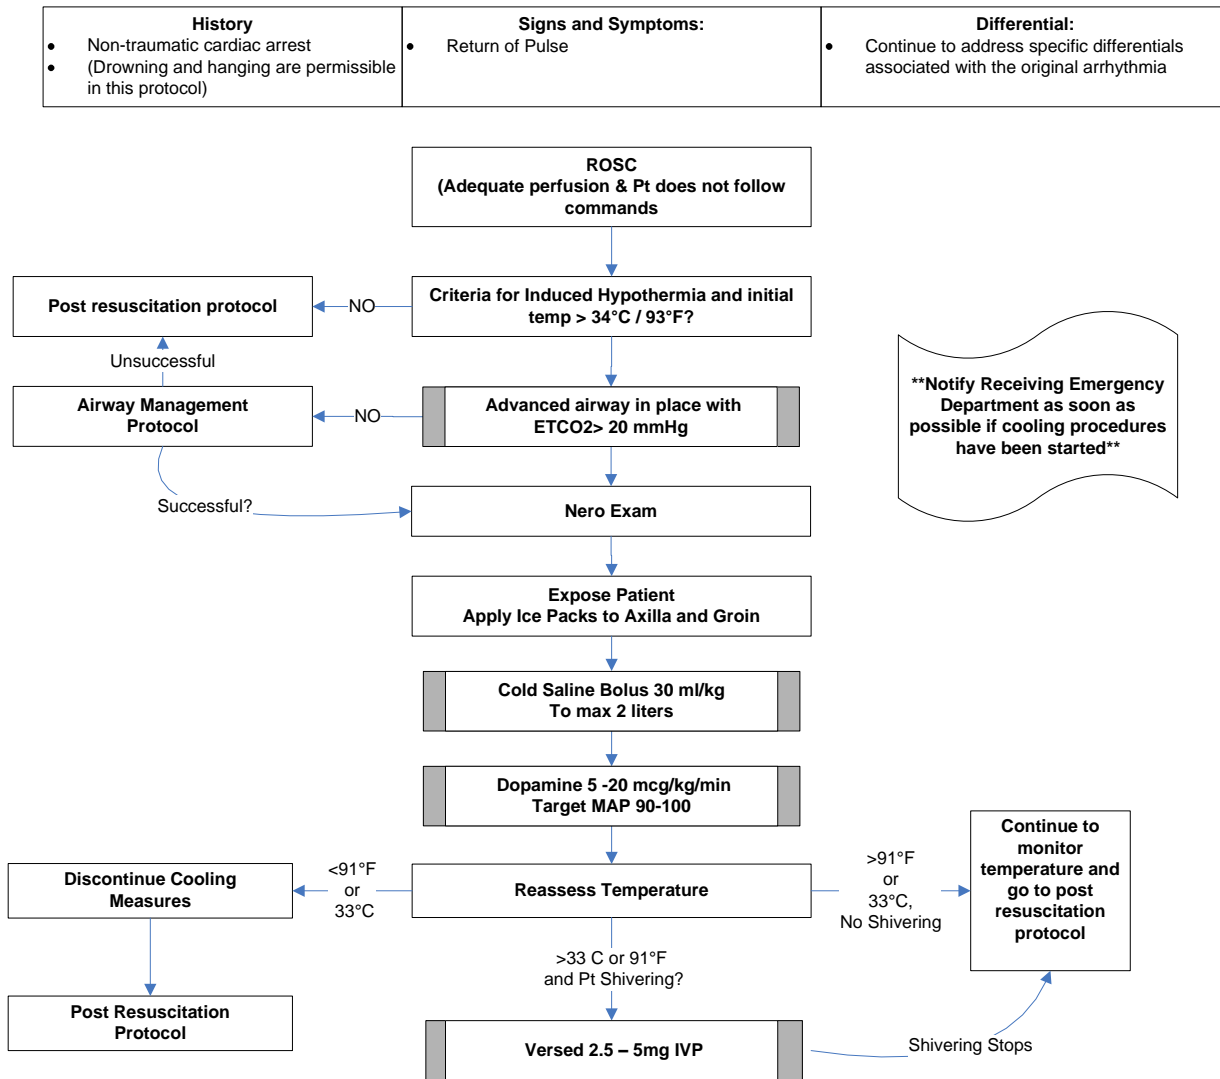 History
• Non-traumatic cardiac arrest
• (Drowning and hanging are permissible
in this protocol)
Signs and Symptoms:
• Return of Pulse
Differential:
• Continue to address specific differentials
associated with the original arrhythmia
ROSC
(Adequate perfusion & Pt does not follow
commands
Post resuscitation protocol
NO
Criteria for Induced Hypothermia and initial
temp > 34°C / 93°F?
Unsuccessful
Airway Management
Protocol
NO
Advanced airway in place with
ETCO2> 20 mmHg
**Notify Receiving Emergency
Department as soon as
possible if cooling procedures
have been started**
Successful?
Nero Exam
Expose Patient
Apply Ice Packs to Axilla and Groin
Cold Saline Bolus 30 ml/kg
To max 2 liters
Dopamine 5 -20 mcg/kg/min
Target MAP 90-100
Discontinue Cooling
Measures
<91°F
or
33°C
Reassess Temperature
>91°F
or
33°C,
No Shivering
Continue to
monitor
temperature and
go to post
resuscitation
protocol
>33 C or 91°F
and Pt Shivering?
Post Resuscitation
Protocol
Versed 2.5 – 5mg IVP
Shivering Stops